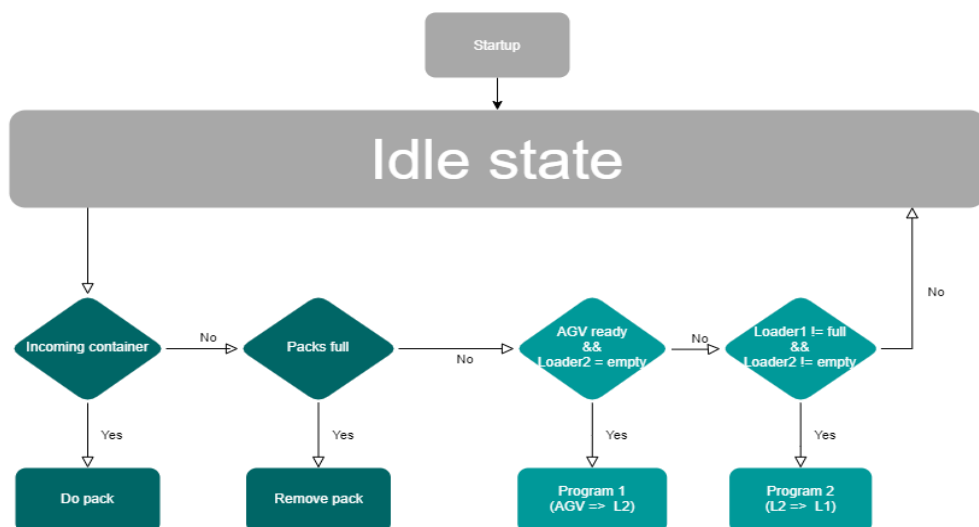 Startup
Idle state
No
Incoming container
No
Packs full
No
AGV ready
&&
Loader2 = empty
No
Loader1 != full
&&
Loader2 != empty
Yes
Yes
Yes
Yes
Do pack
Remove pack
Program 1
(AGV => L2)
Program 2
(L2 => L1)